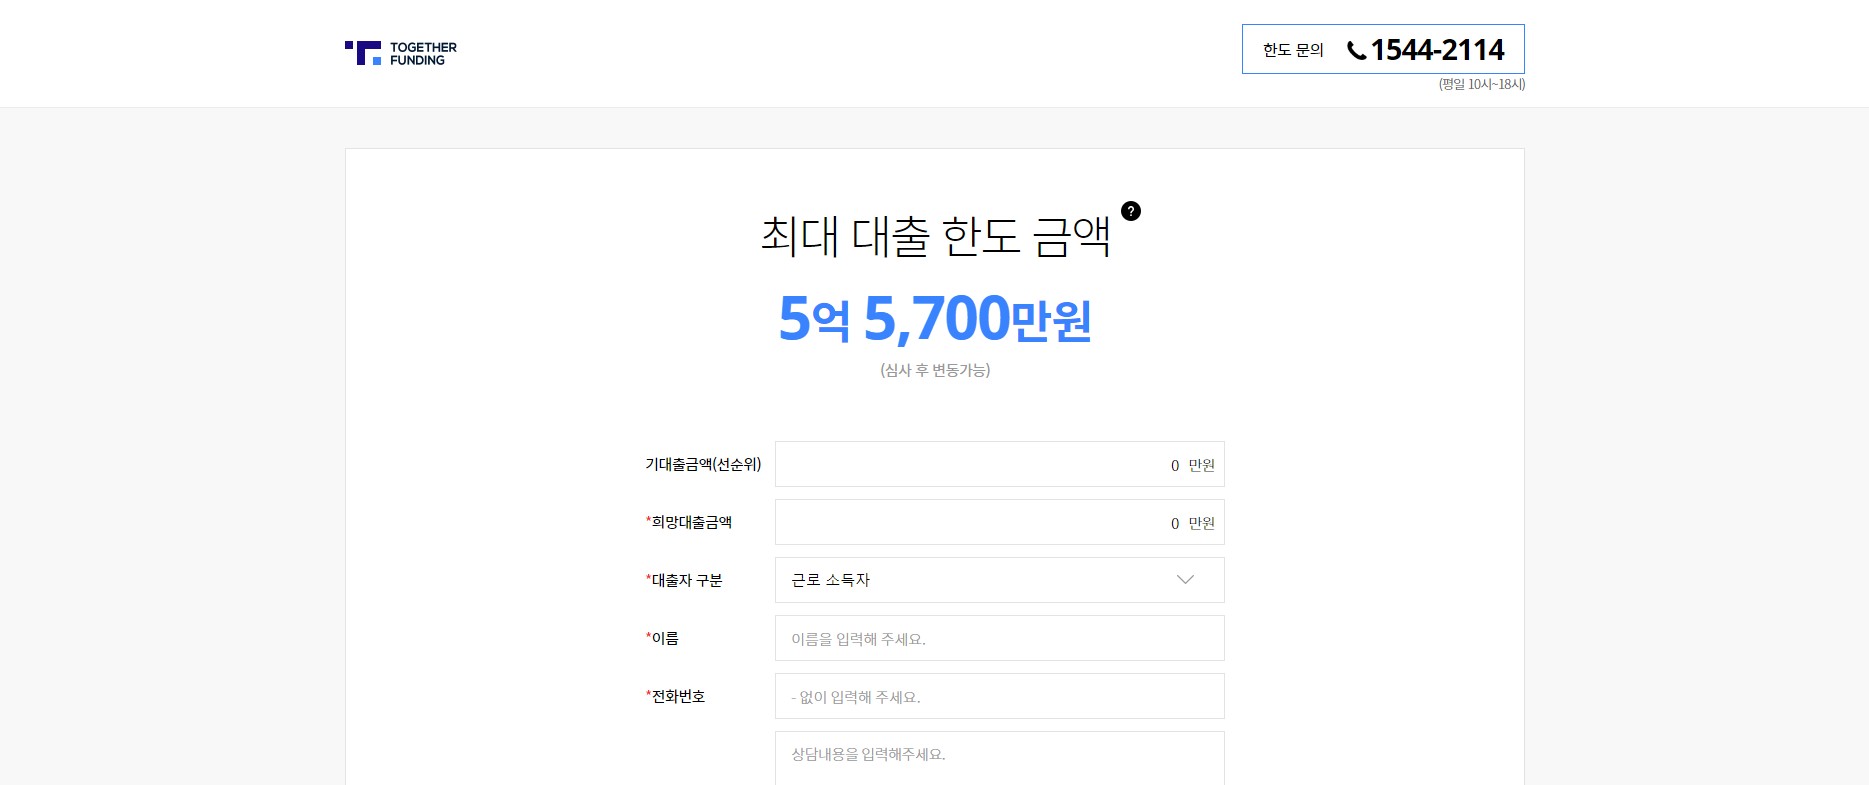 TOGETHER
FUNDING
한도 문의 1544-2114
(평일 10시~18시)
최대 대출 한도 금액 ?
5억 5,700만원
(심사 후 변동가능)
기대출금액(선순위) 0 만원
*희망대출금액 0 만원
*대출자 구분 근로 소득자
*이름 이름을 입력해 주세요.
*전화번호 - 없이 입력해 주세요.
상담내용을 입력해주세요.